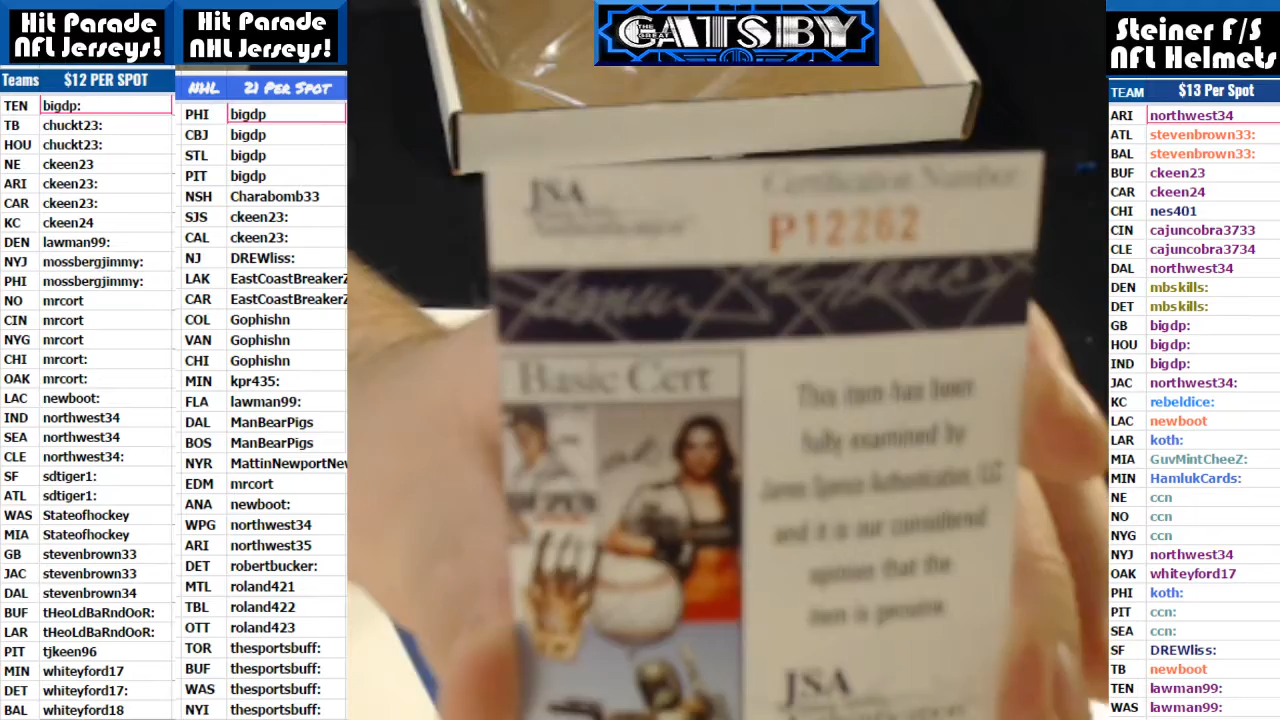 Hit Parade
NFL Jerseys!
Teams $12 PER SPOT
TEN bigdp:
TB chuckt23:
HOU chuckt23:
NE ckeen23
ARI ckeen23:
CAR ckeen23:
KC ckeen24
DEN lawman99:
NYJ mossbergjimmy:
PHI mossbergjimmy:
NO mrcort
CIN mrcort
NYG mrcort
CHI mrcort:
OAK mrcort:
LAC newboot:
IND northwest34
SEA northwest34
CLE northwest34:
SF sdtiger1:
ATL sdtiger1:
WAS Stateofhockey
MIA Stateofhockey
GB stevenbrown33
JAC stevenbrown33
DAL stevenbrown34
BUF tHeoLdBaRndOoR:
LAR tHeoLdBaRndOoR:
PIT tjkeen96
MIN whiteyford17
DET whiteyford17:
BAL whiteyford18
Hit Parade
NHL Jerseys!
NHL 21 Per Spot
PHI bigdp
CBJ bigdp
STL bigdp
PIT bigdp
NSH Charabomb33
SJS ckeen23:
CAL ckeen23:
NJ DREWliss:
LAK EastCoastBreakerZ
CAR EastCoastBreakerZ
COL Gophishn
VAN Gophishn
CHI Gophishn
MIN kpr435:
FLA lawman99:
DAL ManBearPigs
BOS ManBearPigs
NYR MattinNewportNew
EDM mrcort
ANA newboot:
WPG northwest34
ARI northwest35
DET robertbucker:
MTL roland421
TBL roland422
OTT roland423
TOR thesportsbuff:
BUF thesportsbuff:
WAS thesportsbuff:
NYI thesportsbuff:
THE GREAT
GATSBY
JSA
Certification Number
P12262
Basic Cert
This item has been
fully examined by
James Spence Authentication, LLC
and it is our considered
opinion that the
item is genuine.
JSA
Steiner F/S
NFL Helmets
TEAM $13 Per Spot
ARI northwest34
ATL stevenbrown33:
BAL stevenbrown33:
BUF ckeen23
CAR ckeen24
CHI nes401
CIN cajuncobra3733
CLE cajuncobra3734
DAL northwest34
DEN mbskills:
DET mbskills:
GB bigdp:
HOU bigdp:
IND bigdp:
JAC northwest34:
KC rebeldice:
LAC newboot
LAR koth:
MIA GuvMintCheeZ:
MIN HamlukCards:
NE ccn
NO ccn
NYG ccn
NYJ northwest34
OAK whiteyford17
PHI koth:
PIT ccn:
SEA ccn:
SF DREWliss:
TB newboot
TEN lawman99:
WAS lawman99: